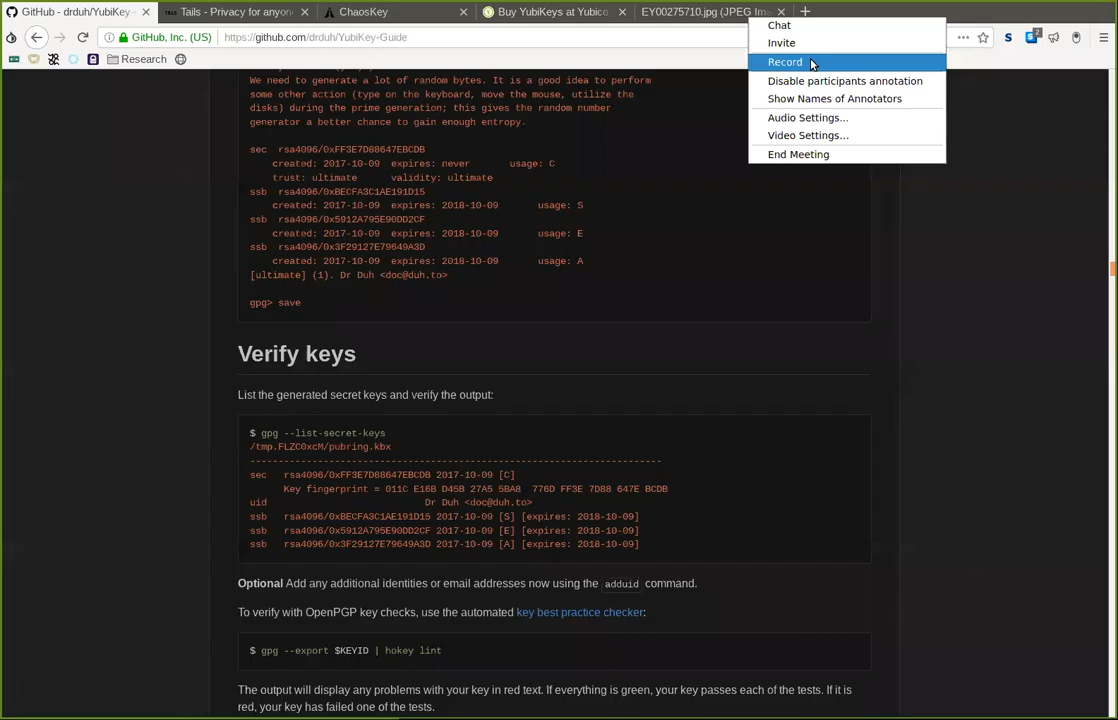 GitHub - drduh/YubiKey-
Tails - Privacy for anyon
ChaosKey
Buy YubiKeys at Yubico
EY00275710.jpg (JPEG Im
GitHub, Inc. (US)
https://github.com/drduh/YubiKey-Guide
S
2
Research
Chat
Invite
Record
Disable participants annotation
Show Names of Annotators
Audio Settings...
Video Settings...
End Meeting
We need to generate a lot of random bytes. It is a good idea to perform
some other action (type on the keyboard, move the mouse, utilize the
disks) during the prime generation; this gives the random number
generator a better chance to gain enough entropy.
sec rsa4096/0xFF3E7D88647EBCDB
created: 2017-10-09 expires: never usage: C
trust: ultimate validity: ultimate
ssb rsa4096/0xBECFA3C1AE191D15
created: 2017-10-09 expires: 2018-10-09 usage: S
ssb rsa4096/0x5912A795E90DD2CF
created: 2017-10-09 expires: 2018-10-09 usage: E
ssb rsa4096/0x3F29127E79649A3D
created: 2017-10-09 expires: 2018-10-09 usage: A
[ultimate] (1). Dr Duh <doc@duh.to>
gpg> save
Verify keys
List the generated secret keys and verify the output:
$ gpg --list-secret-keys
/tmp.FLZC0xcM/pubring.kbx
-------------------------------------------------------------------------
sec rsa4096/0xFF3E7D88647EBCDB 2017-10-09 [C]
Key fingerprint = 011C E16B D45B 27A5 5BA8 776D FF3E 7D88 647E BCDB
uid Dr Duh <doc@duh.to>
ssb rsa4096/0xBECFA3C1AE191D15 2017-10-09 [S] [expires: 2018-10-09]
ssb rsa4096/0x5912A795E90DD2CF 2017-10-09 [E] [expires: 2018-10-09]
ssb rsa4096/0x3F29127E79649A3D 2017-10-09 [A] [expires: 2018-10-09]
Optional Add any additional identities or email addresses now using the adduid command.
To verify with OpenPGP key checks, use the automated key best practice checker:
$ gpg --export $KEYID | hokey lint
The output will display any problems with your key in red text. If everything is green, your key passes each of the tests. If it is
red, your key has failed one of the tests.